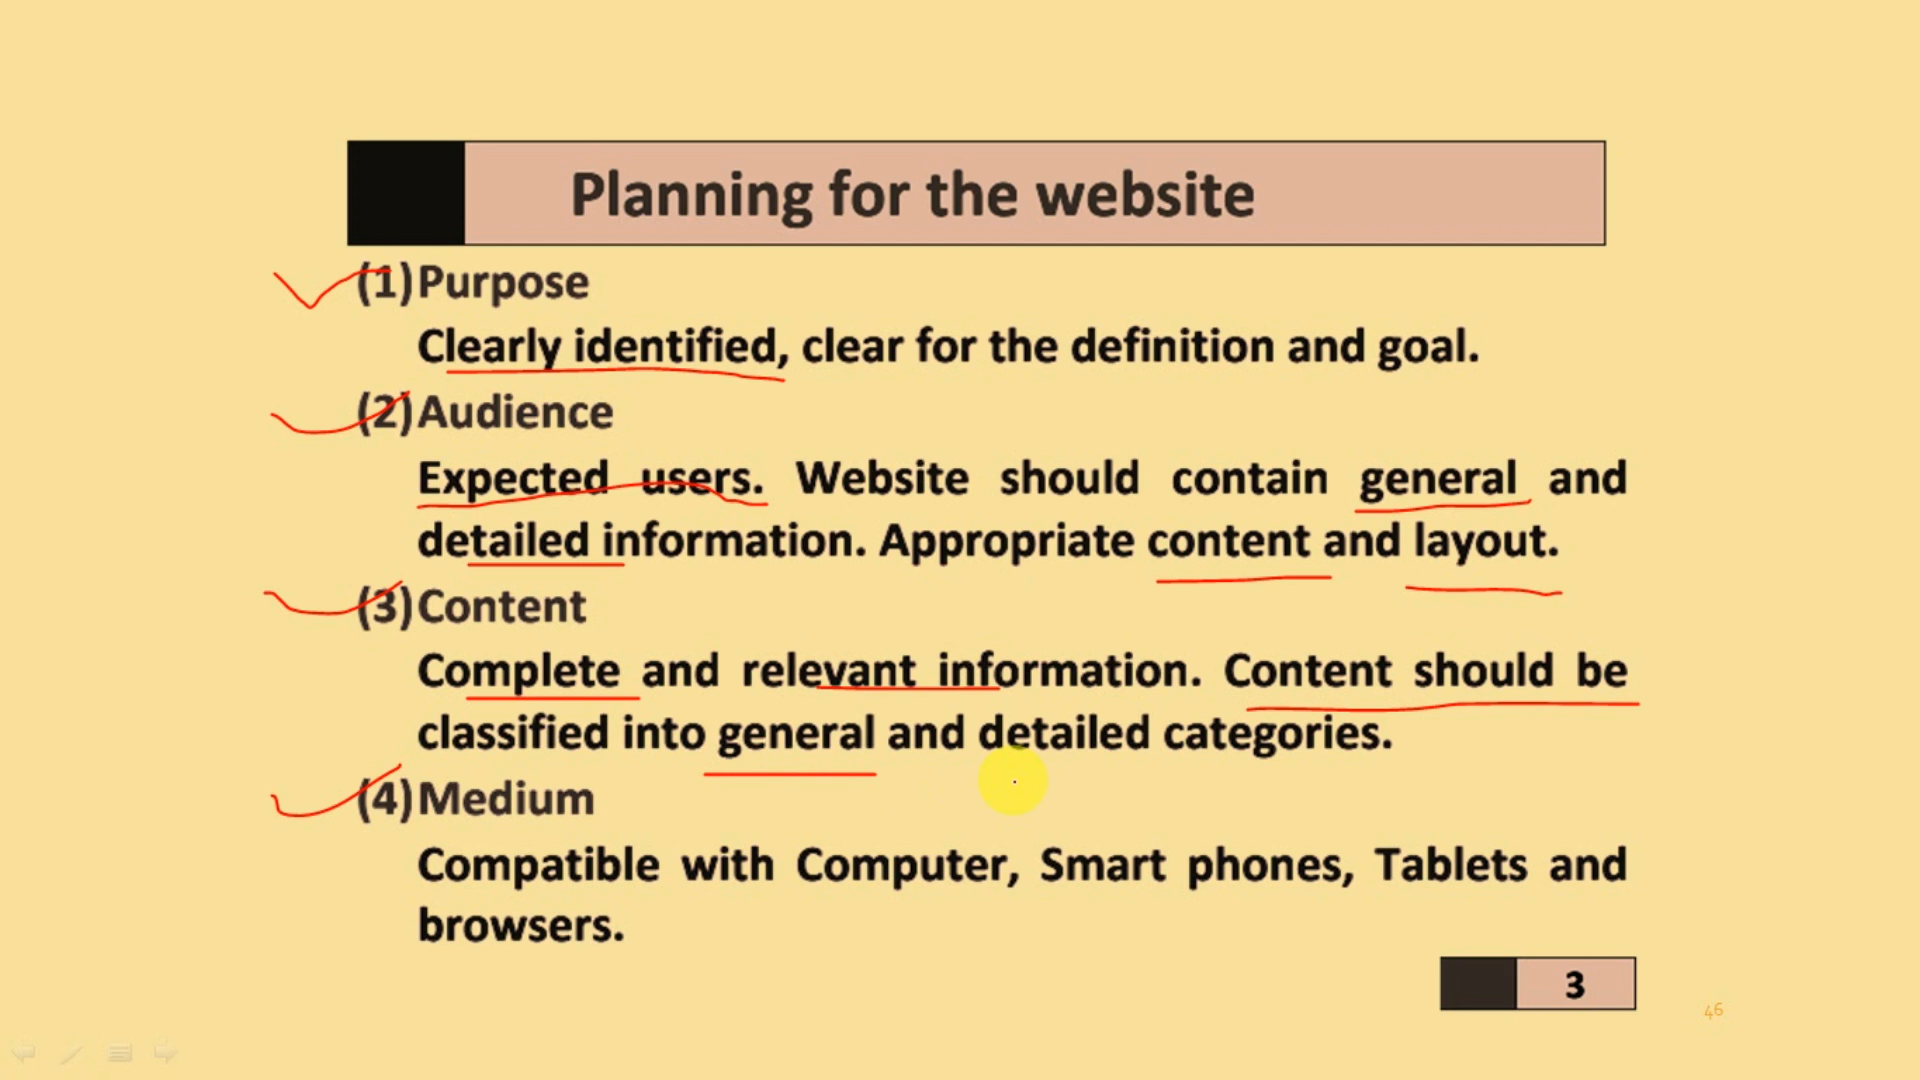 Planning for the website
(1)Purpose
Clearly identified, clear for the definition and goal.
(2)Audience
Expected users. Website should contain general and
detailed information. Appropriate content and layout.
(3)Content
Complete and relevant information. Content should be
classified into general and detailed categories.
(4)Medium
Compatible with Computer, Smart phones, Tablets and
browsers.
3
46